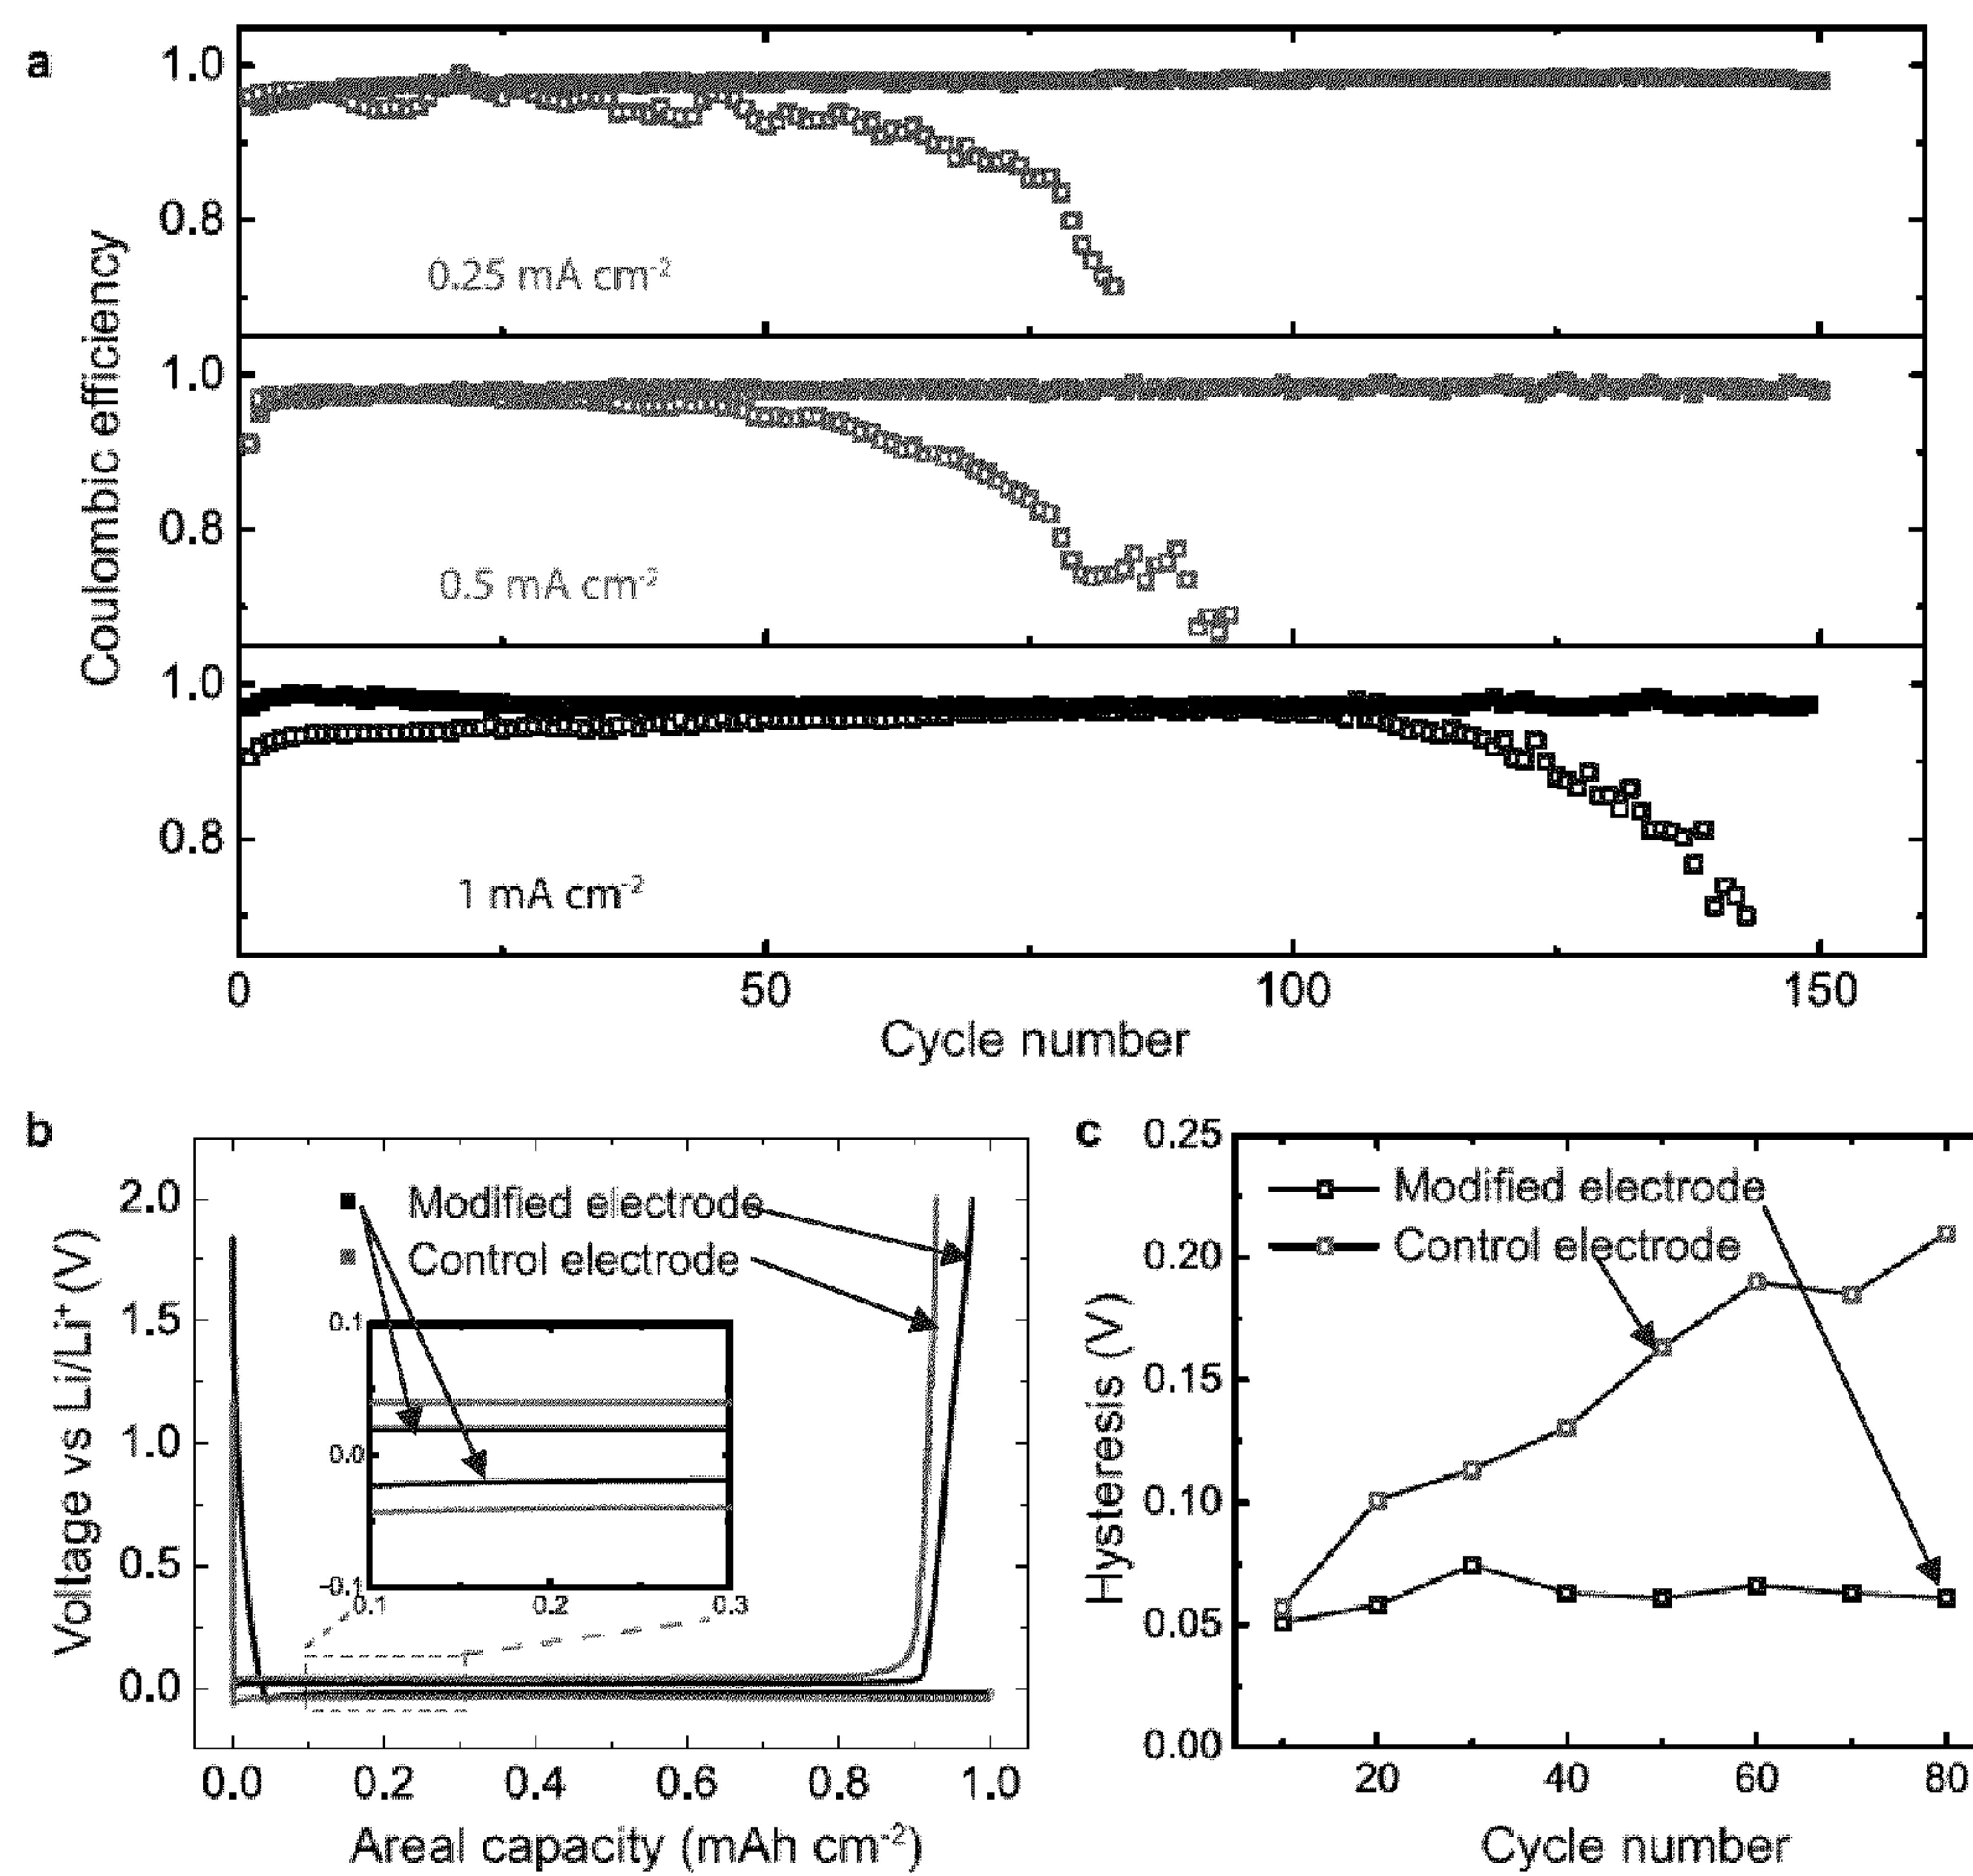 a
Coulombic efficiency
1.0
0.8
0.25 mA cm⁻²
1.0
0.8
0.5 mA cm⁻²
1.0
0.8
1 mA cm⁻²
0 50 100 150
Cycle number
b
Voltage vs Li/Li⁺ (V)
2.0
1.5
1.0
0.5
0.0
Modified electrode
Control electrode
0.1
0.0
-0.1
0.1 0.2 0.3
0.0 0.2 0.4 0.6 0.8 1.0
Areal capacity (mAh cm⁻²)
c
Hysteresis (V)
0.25
0.20
0.15
0.10
0.05
0.00
Modified electrode
Control electrode
20 40 60 80
Cycle number